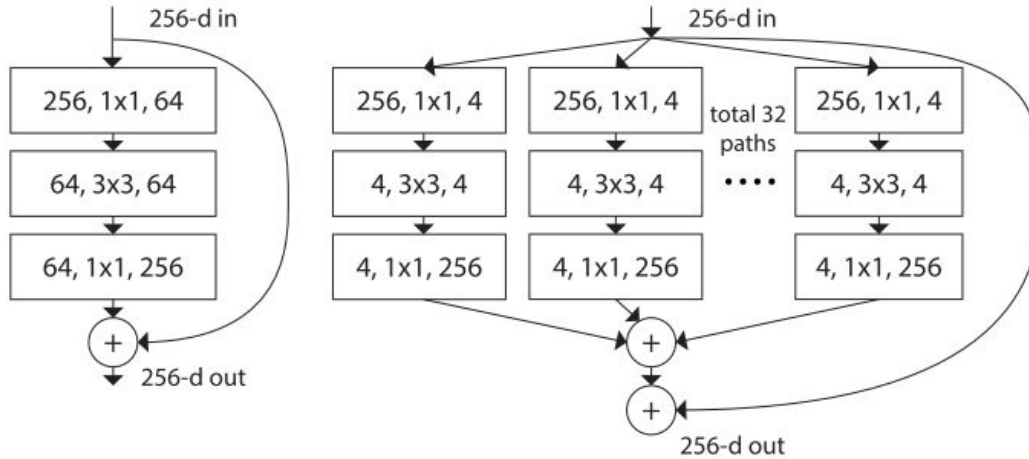 256-d in
256, 1x1, 64
64, 3x3, 64
64, 1x1, 256
+
256-d out
256-d in
256, 1x1, 4
256, 1x1, 4
total 32
paths
256, 1x1, 4
4, 3x3, 4
4, 3x3, 4
....
4, 3x3, 4
4, 1x1, 256
4, 1x1, 256
4, 1x1, 256
+
+
256-d out